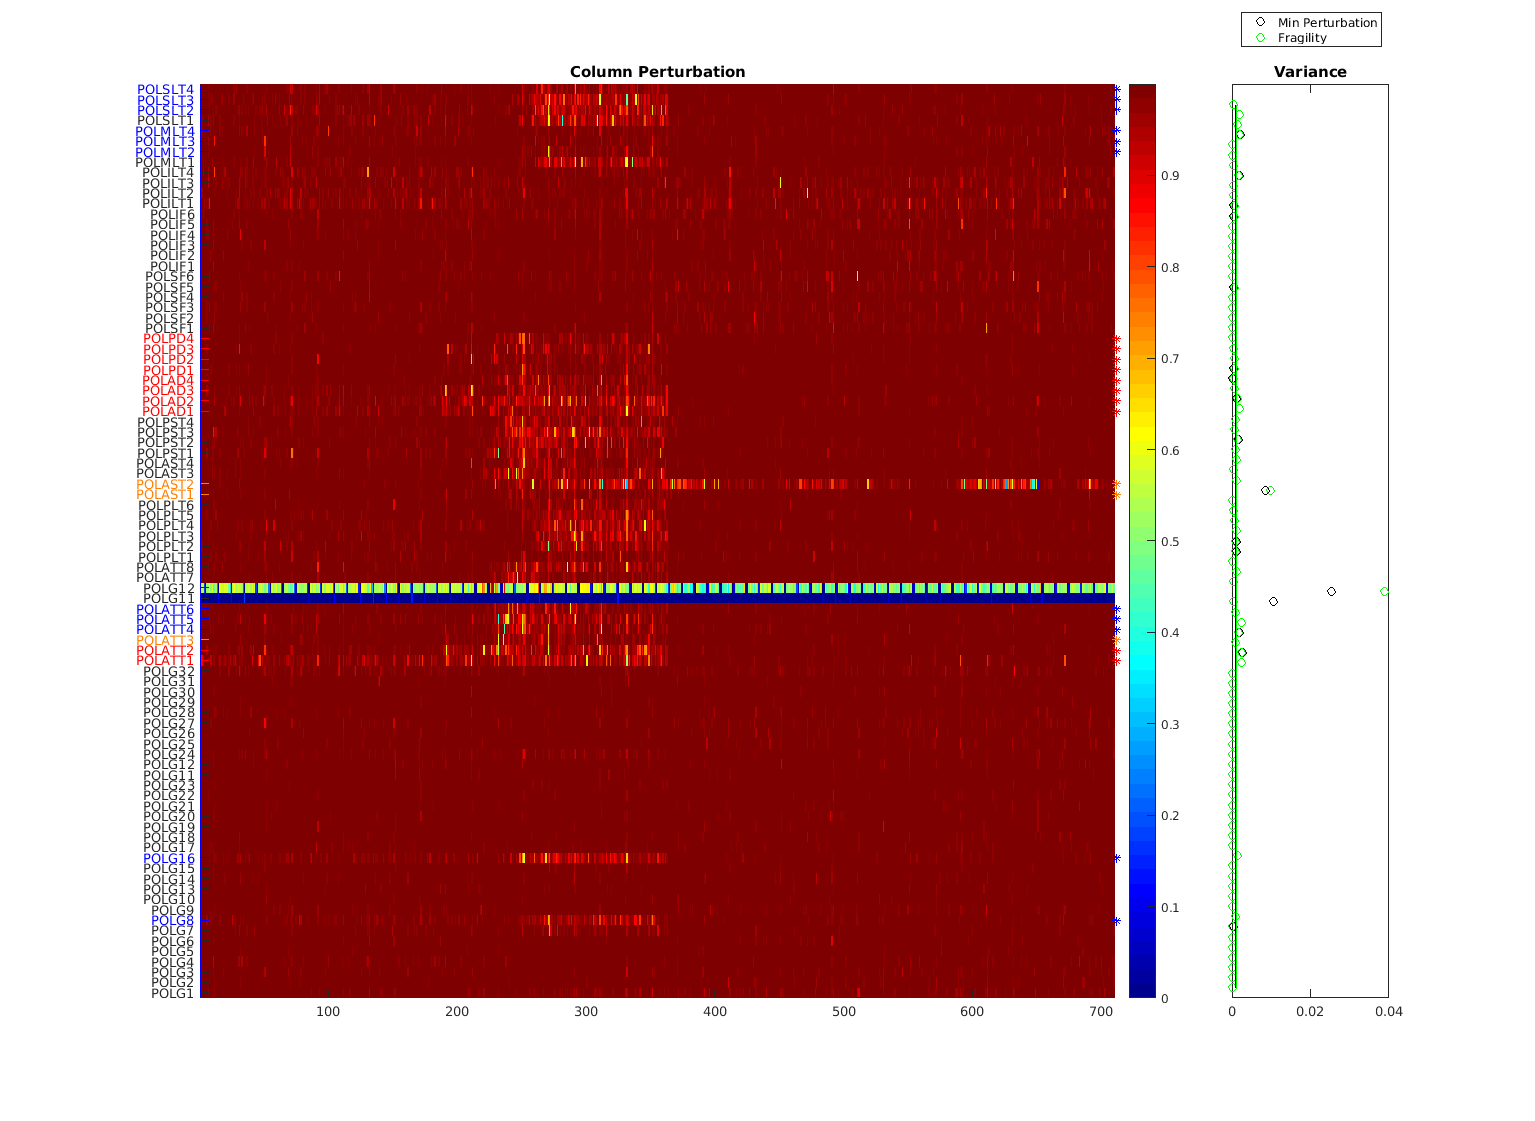 Min Perturbation
Fragility
Column Perturbation
Variance
POLSLT4
POLSLT3
POLSLT2
POLSLT1
POLMLT4
POLMLT3
POLMLT2
POLMLT1
POLILT4
POLILT3
POLILT2
POLILT1
POLIF6
POLIF5
POLIF4
POLIF3
POLIF2
POLIF1
POLSF6
POLSF5
POLSF4
POLSF3
POLSF2
POLSF1
POLPD4
POLPD3
POLPD2
POLPD1
POLAD4
POLAD3
POLAD2
POLAD1
POLPST4
POLPST3
POLPST2
POLPST1
POLAST4
POLAST3
POLAST2
POLAST1
POLPLT6
POLPLT5
POLPLT4
POLPLT3
POLPLT2
POLPLT1
POLATT8
POLATT7
POLG12
POLG11
POLATT6
POLATT5
POLATT4
POLATT3
POLATT2
POLATT1
POLG32
POLG31
POLG30
POLG29
POLG28
POLG27
POLG26
POLG25
POLG24
POLG12
POLG11
POLG23
POLG22
POLG21
POLG20
POLG19
POLG18
POLG17
POLG16
POLG15
POLG14
POLG13
POLG10
POLG9
POLG8
POLG7
POLG6
POLG5
POLG4
POLG3
POLG2
POLG1
100 200 300 400 500 600 700
0.9
0.8
0.7
0.6
0.5
0.4
0.3
0.2
0.1
0
0 0.02 0.04